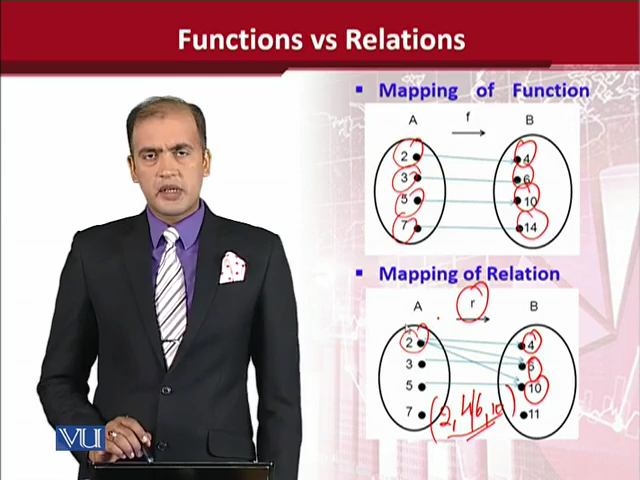 Functions vs Relations
▪ Mapping of Function
A f B
2 4
3 6
5 10
7 14
▪ Mapping of Relation
A r B
2 4
3 6
5 10
7 11
(2, 4/6, 10)
VU